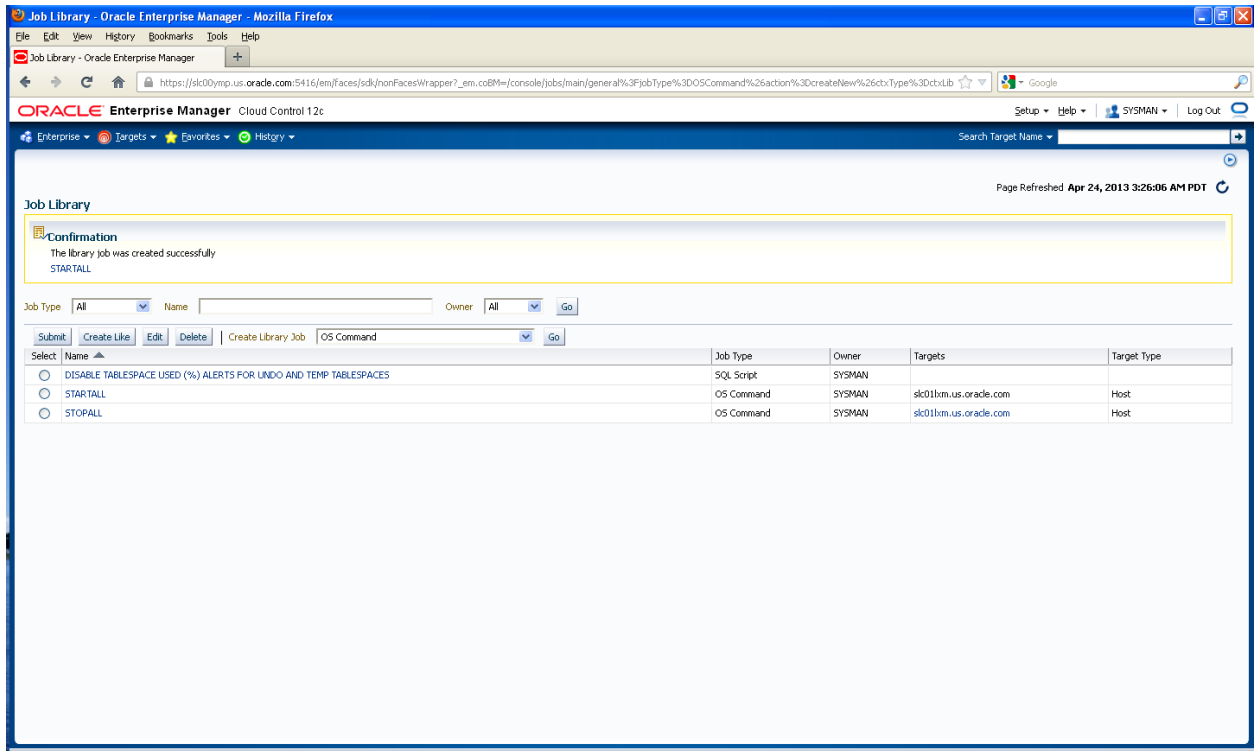 Job Library - Oracle Enterprise Manager - Mozilla Firefox
File Edit View History Bookmarks Tools Help
Job Library - Oracle Enterprise Manager +
https://slc00ymp.us.oracle.com:5416/em/faces/sdk/nonFacesWrapper?_em.coBM=/console/jobs/main/general%3FjobType%3DOSCommand%26action%3DcreateNew%26ctxType%3DctxLib Google
ORACLE Enterprise Manager Cloud Control 12c Setup Help SYSMAN Log Out
Enterprise Targets Favorites History Search Target Name
Page Refreshed Apr 24, 2013 3:26:06 AM PDT
Job Library
Confirmation
The library job was created successfully
STARTALL
Job Type All Name Owner All Go
Submit Create Like Edit Delete | Create Library Job OS Command Go
Select Name Job Type Owner Targets Target Type
DISABLE TABLESPACE USED (%) ALERTS FOR UNDO AND TEMP TABLESPACES SQL Script SYSMAN
STARTALL OS Command SYSMAN slc01lxm.us.oracle.com Host
STOPALL OS Command SYSMAN slc01lxm.us.oracle.com Host